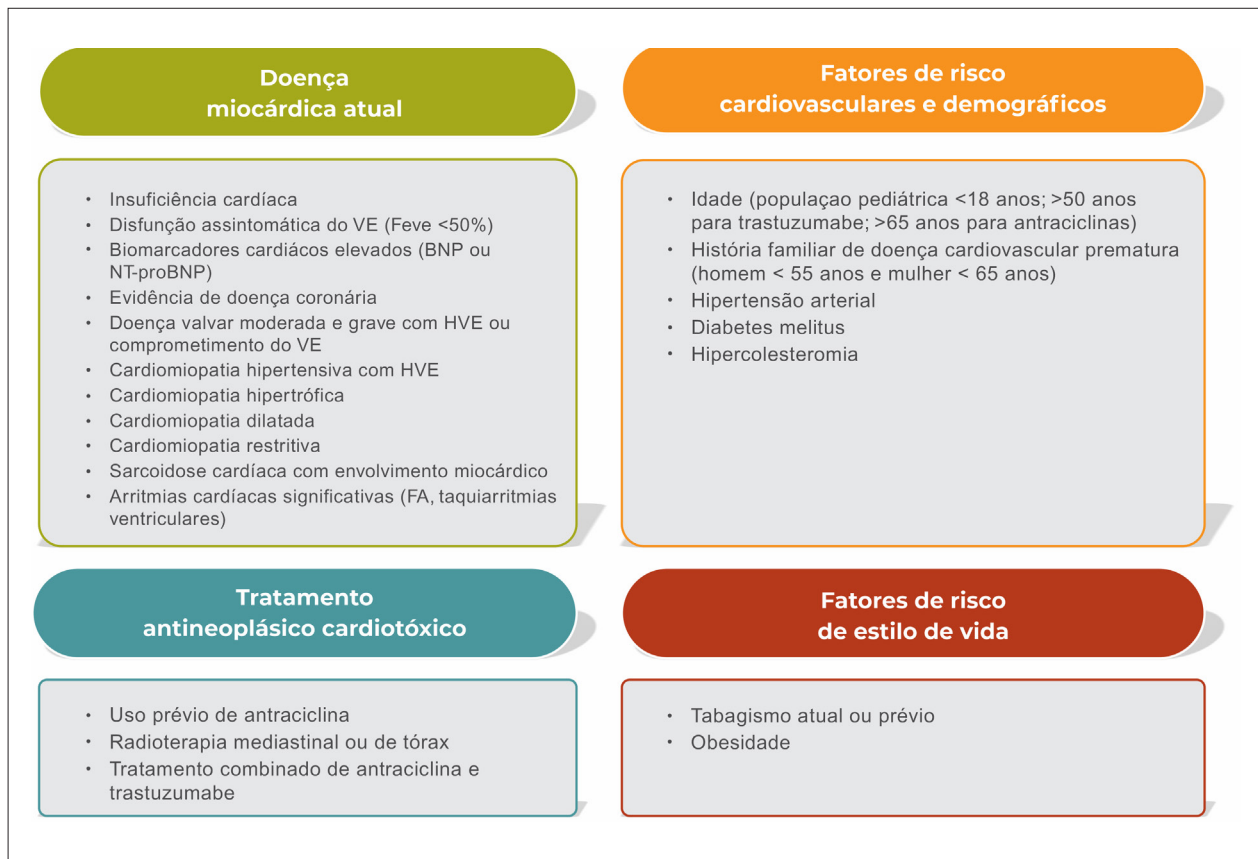 Doença
miocárdica atual
• Insuficiência cardíaca
• Disfunção assintomática do VE (Feve <50%)
• Biomarcadores cardiácos elevados (BNP ou
NT-proBNP)
• Evidência de doença coronária
• Doença valvar moderada e grave com HVE ou
comprometimento do VE
• Cardiomiopatia hipertensiva com HVE
• Cardiomiopatia hipertrófica
• Cardiomiopatia dilatada
• Cardiomiopatia restritiva
• Sarcoidose cardíaca com envolvimento miocárdico
• Arritmias cardíacas significativas (FA, taquiarritmias
ventriculares)
Fatores de risco
cardiovasculares e demográficos
• Idade (populaçao pediátrica <18 anos; >50 anos
para trastuzumabe; >65 anos para antraciclinas)
• História familiar de doença cardiovascular prematura
(homem < 55 anos e mulher < 65 anos)
• Hipertensão arterial
• Diabetes melitus
• Hipercolesteromia
Tratamento
antineoplásico cardiotóxico
• Uso prévio de antraciclina
• Radioterapia mediastinal ou de tórax
• Tratamento combinado de antraciclina e
trastuzumabe
Fatores de risco
de estilo de vida
• Tabagismo atual ou prévio
• Obesidade